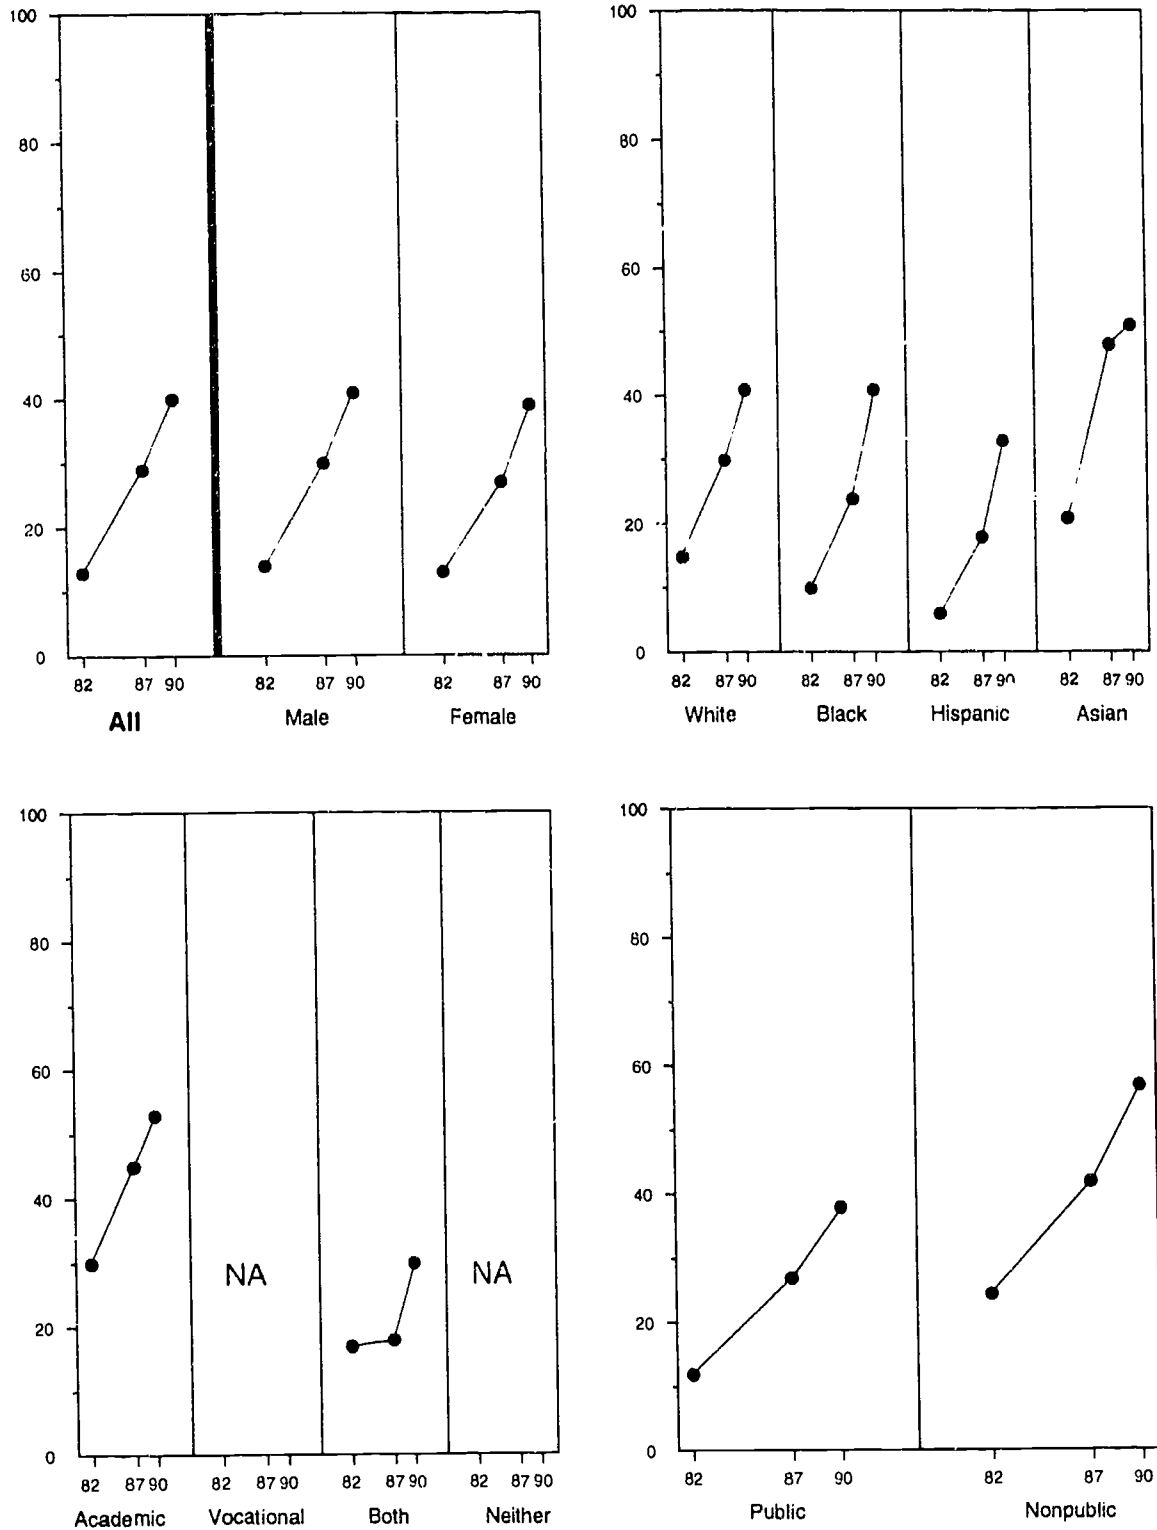 100
80
60
40
20
0
82 87 90 82 87 90 82 87 90
All Male Female
100
80
60
40
20
0
82 87 90 82 87 90 82 87 90 82 87 90
White Black Hispanic Asian
100
80
60
40
20
0
NA NA
82 87 90 82 87 90 82 87 90 82 87 90
Academic Vocational Both Neither
100
80
60
40
20
0
82 87 90 82 87 90
Public Nonpublic